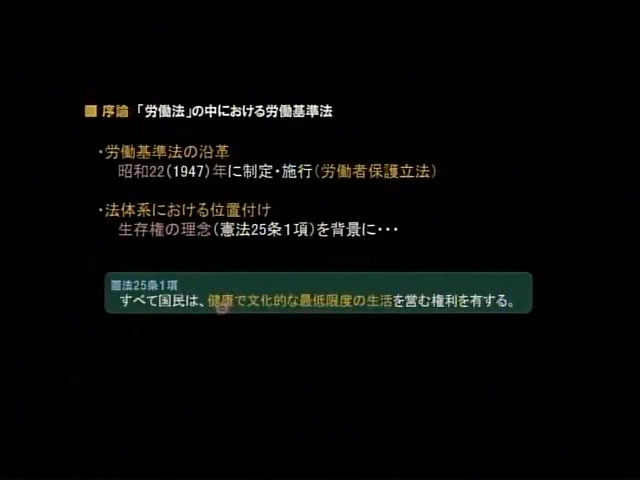 ■ 序論 「労働法」の中における労働基準法
・労働基準法の沿革
昭和22(1947)年に制定・施行(労働者保護立法)
・法体系における位置付け
生存権の理念(憲法25条1項)を背景に・・・
憲法25条1項
すべて国民は、健康で文化的な最低限度の生活を営む権利を有する。